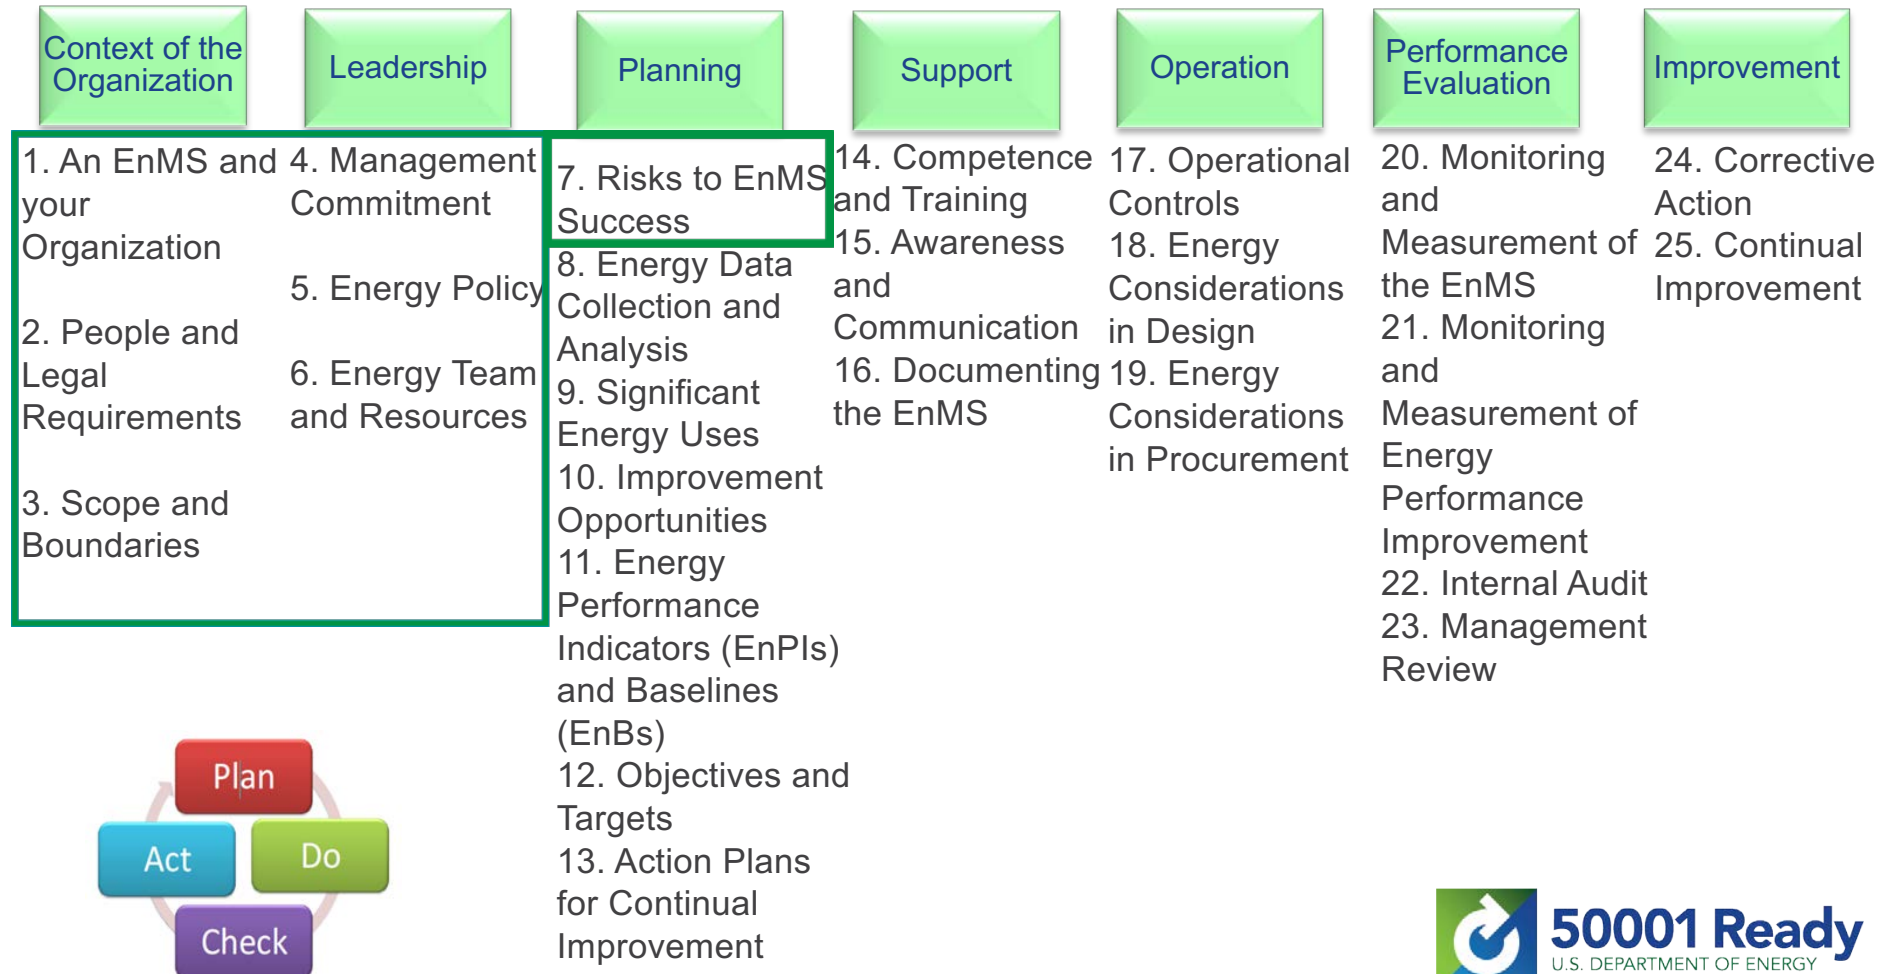 Context of the
Organization
Leadership
Planning
Support
Operation
Performance
Evaluation
Improvement
1. An EnMS and
your
Organization
2. People and
Legal
Requirements
3. Scope and
Boundaries
4. Management
Commitment
5. Energy Policy
6. Energy Team
and Resources
7. Risks to EnMS
Success
8. Energy Data
Collection and
Analysis
9. Significant
Energy Uses
10. Improvement
Opportunities
11. Energy
Performance
Indicators (EnPIs)
and Baselines
(EnBs)
12. Objectives and
Targets
13. Action Plans
for Continual
Improvement
14. Competence
and Training
15. Awareness
and
Communication
16. Documenting
the EnMS
17. Operational
Controls
18. Energy
Considerations
in Design
19. Energy
Considerations
in Procurement
20. Monitoring
and
Measurement of
the EnMS
21. Monitoring
and
Measurement of
Energy
Performance
Improvement
22. Internal Audit
23. Management
Review
24. Corrective
Action
25. Continual
Improvement
Plan
Act
Do
Check
50001 Ready
U.S. DEPARTMENT OF ENERGY